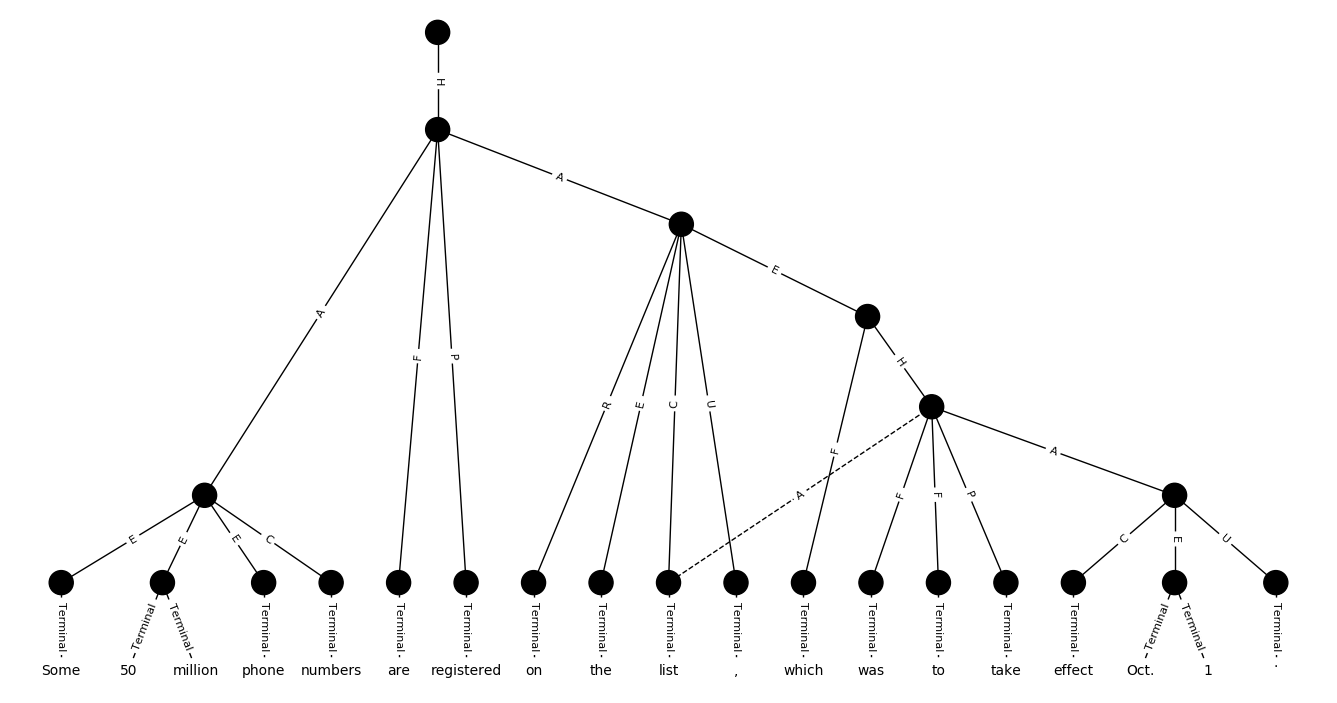 H
A
A
E
A
F
P
H
R
E
C
U
F
A
A
F
F
P
E
E
E
C
C
E
U
Terminal Terminal Terminal Terminal Terminal Terminal Terminal Terminal Terminal Terminal Terminal Terminal Terminal Terminal Terminal Terminal Terminal Terminal Terminal
Some 50 million phone numbers are registered on the list , which was to take effect Oct. 1 .